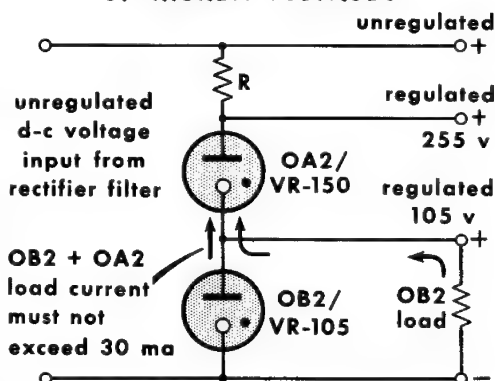 unregulated
+
R
unregulated
d-c voltage
input from
rectifier filter
regulated
+
255 v
OA2/
VR-150
regulated
105 v
+
OB2 + OA2
load current
must not
exceed 30 ma
OB2/
VR-105
OB2
load
−